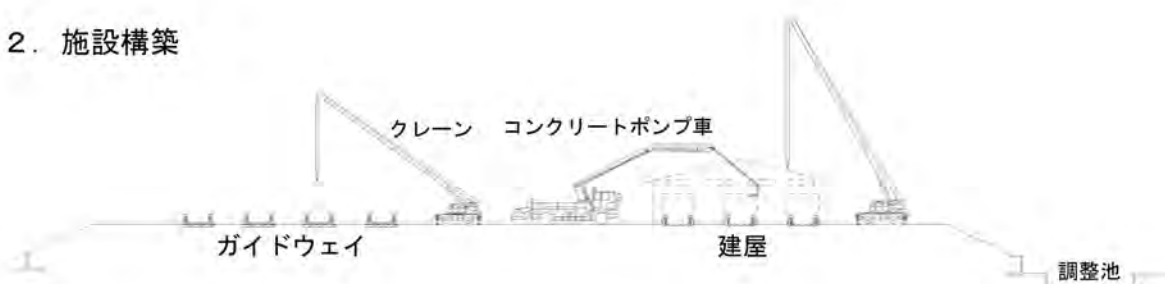 ２．施設構築
クレーン
コンクリートポンプ車
ガイドウェイ
建屋
調整池